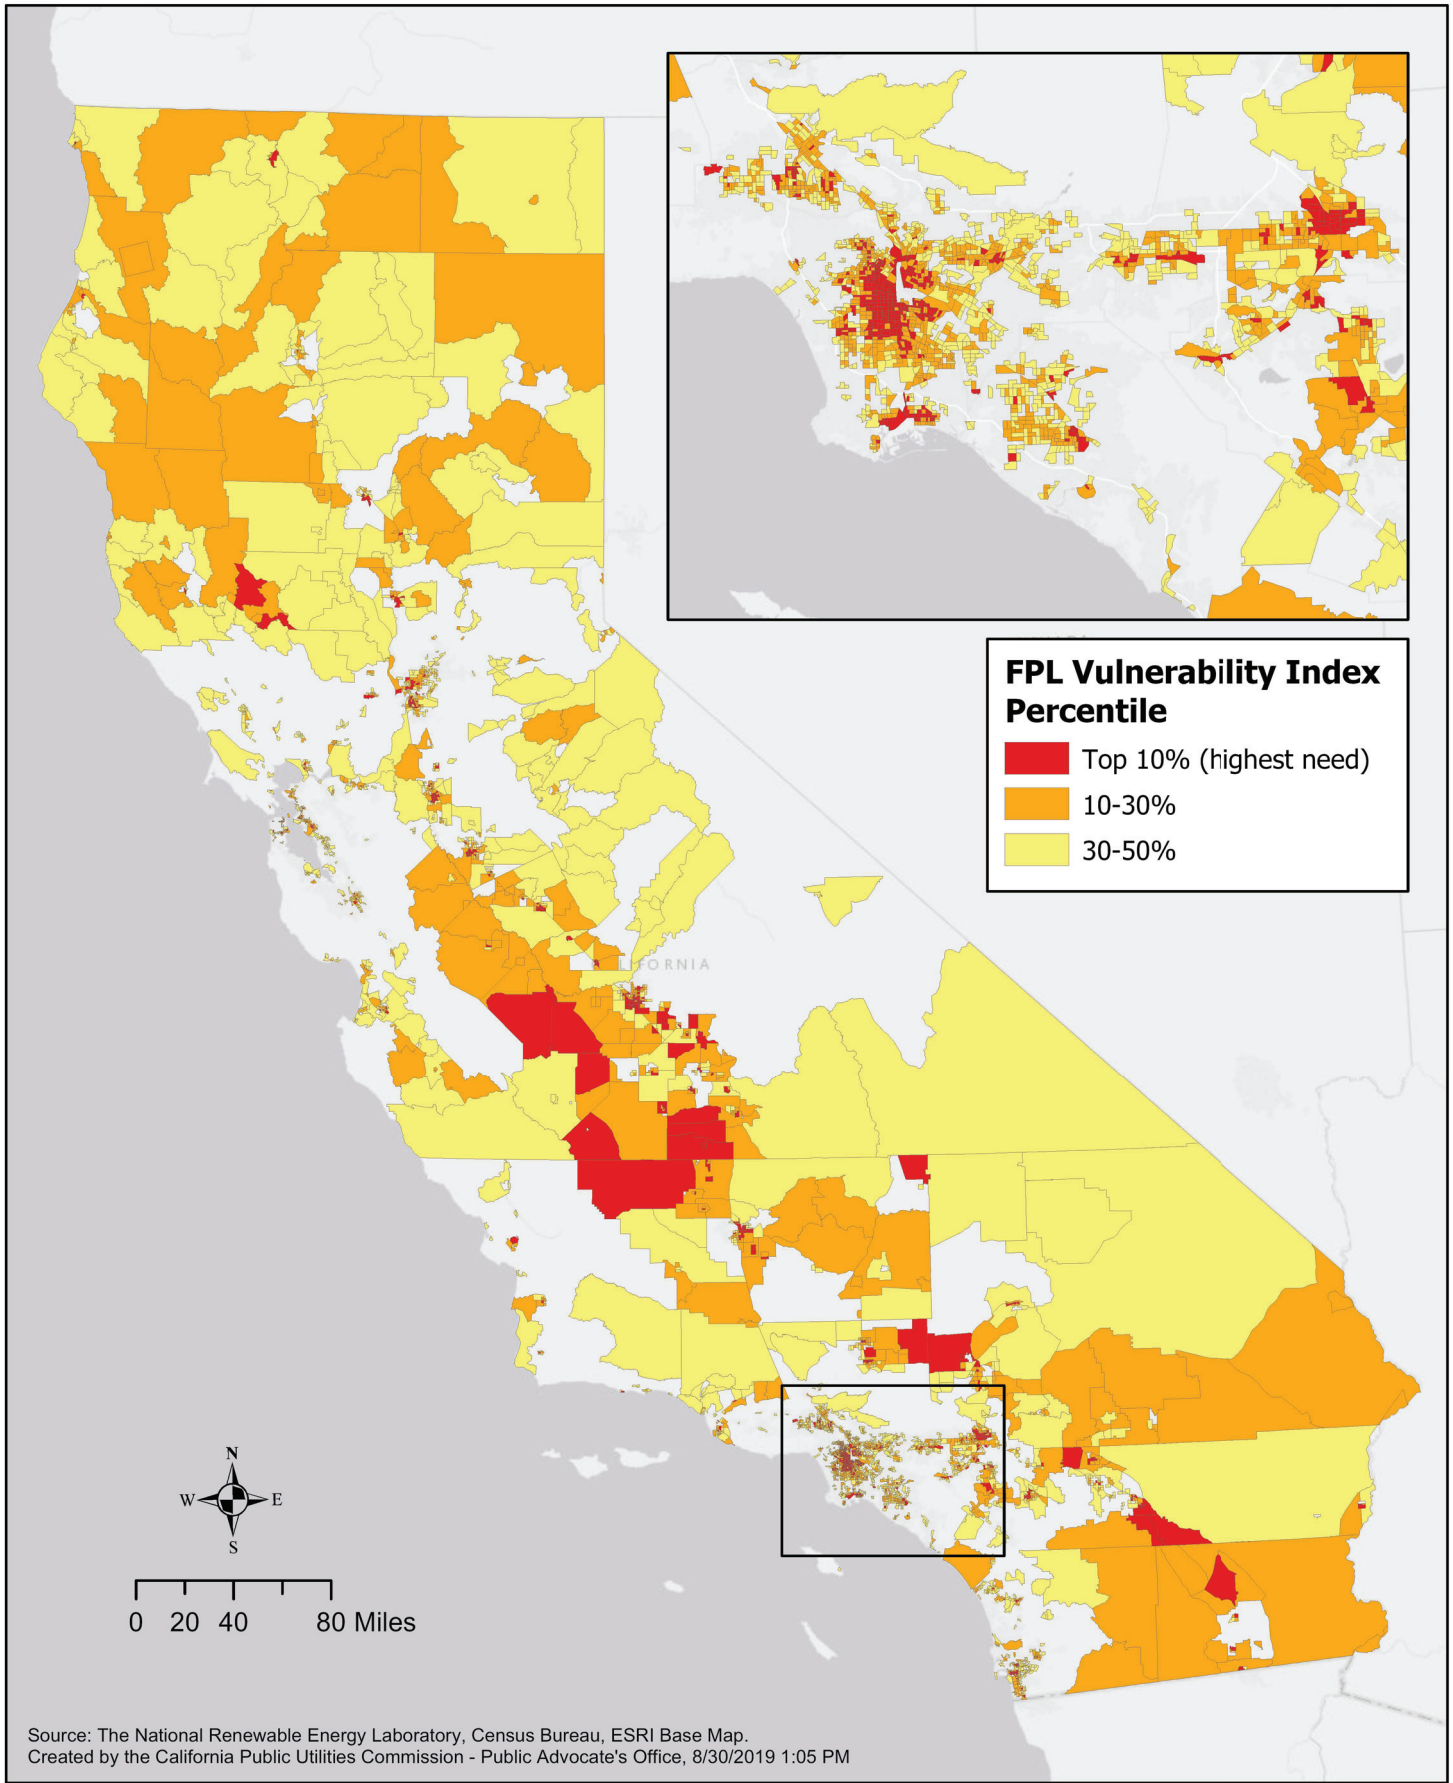 FPL Vulnerability Index
Percentile
Top 10% (highest need)
10-30%
30-50%
N
W E
S
0 20 40 80 Miles
Source: The National Renewable Energy Laboratory, Census Bureau, ESRI Base Map.
Created by the California Public Utilities Commission - Public Advocate's Office, 8/30/2019 1:05 PM